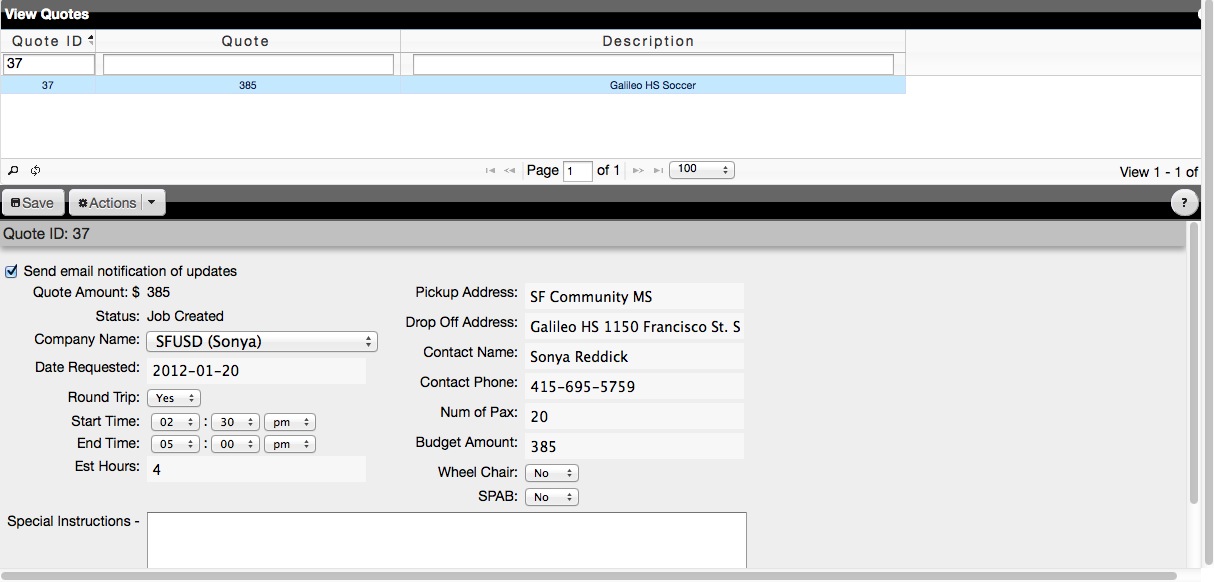 View Quotes
Quote ID Quote Description
37
37 385 Galileo HS Soccer
Page 1 of 1 100 View 1 - 1 of
Save Actions ?
Quote ID: 37
Send email notification of updates
Quote Amount: $ 385
Status: Job Created
Company Name: SFUSD (Sonya)
Date Requested: 2012-01-20
Round Trip: Yes
Start Time: 02 : 30 pm
End Time: 05 : 00 pm
Est Hours: 4
Pickup Address: SF Community MS
Drop Off Address: Galileo HS 1150 Francisco St. S
Contact Name: Sonya Reddick
Contact Phone: 415-695-5759
Num of Pax: 20
Budget Amount: 385
Wheel Chair: No
SPAB: No
Special Instructions -